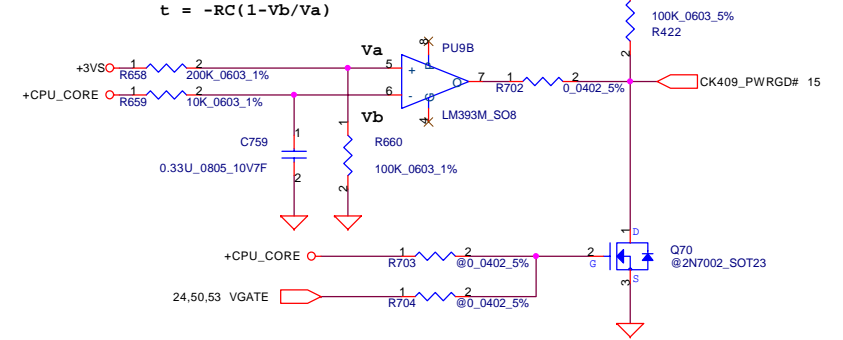 t = -RC(1-Vb/Va)
100K_0603_5%
R422
2
Va
8
PU9B
+3VS
1
2
R658
200K_0603_1%
5
+
P
O
7
1
2
R702
0_0402_5%
CK409_PWRGD# 15
+CPU_CORE
1
2
R659
10K_0603_1%
6
-
G
4
LM393M_SO8
Vb
C759
1
2
0.33U_0805_10V7F
1
R660
2
100K_0603_1%
+CPU_CORE
1
2
R703
@0_0402_5%
2
G
1
D
3
S
Q70
@2N7002_SOT23
24,50,53 VGATE
1
2
R704
@0_0402_5%